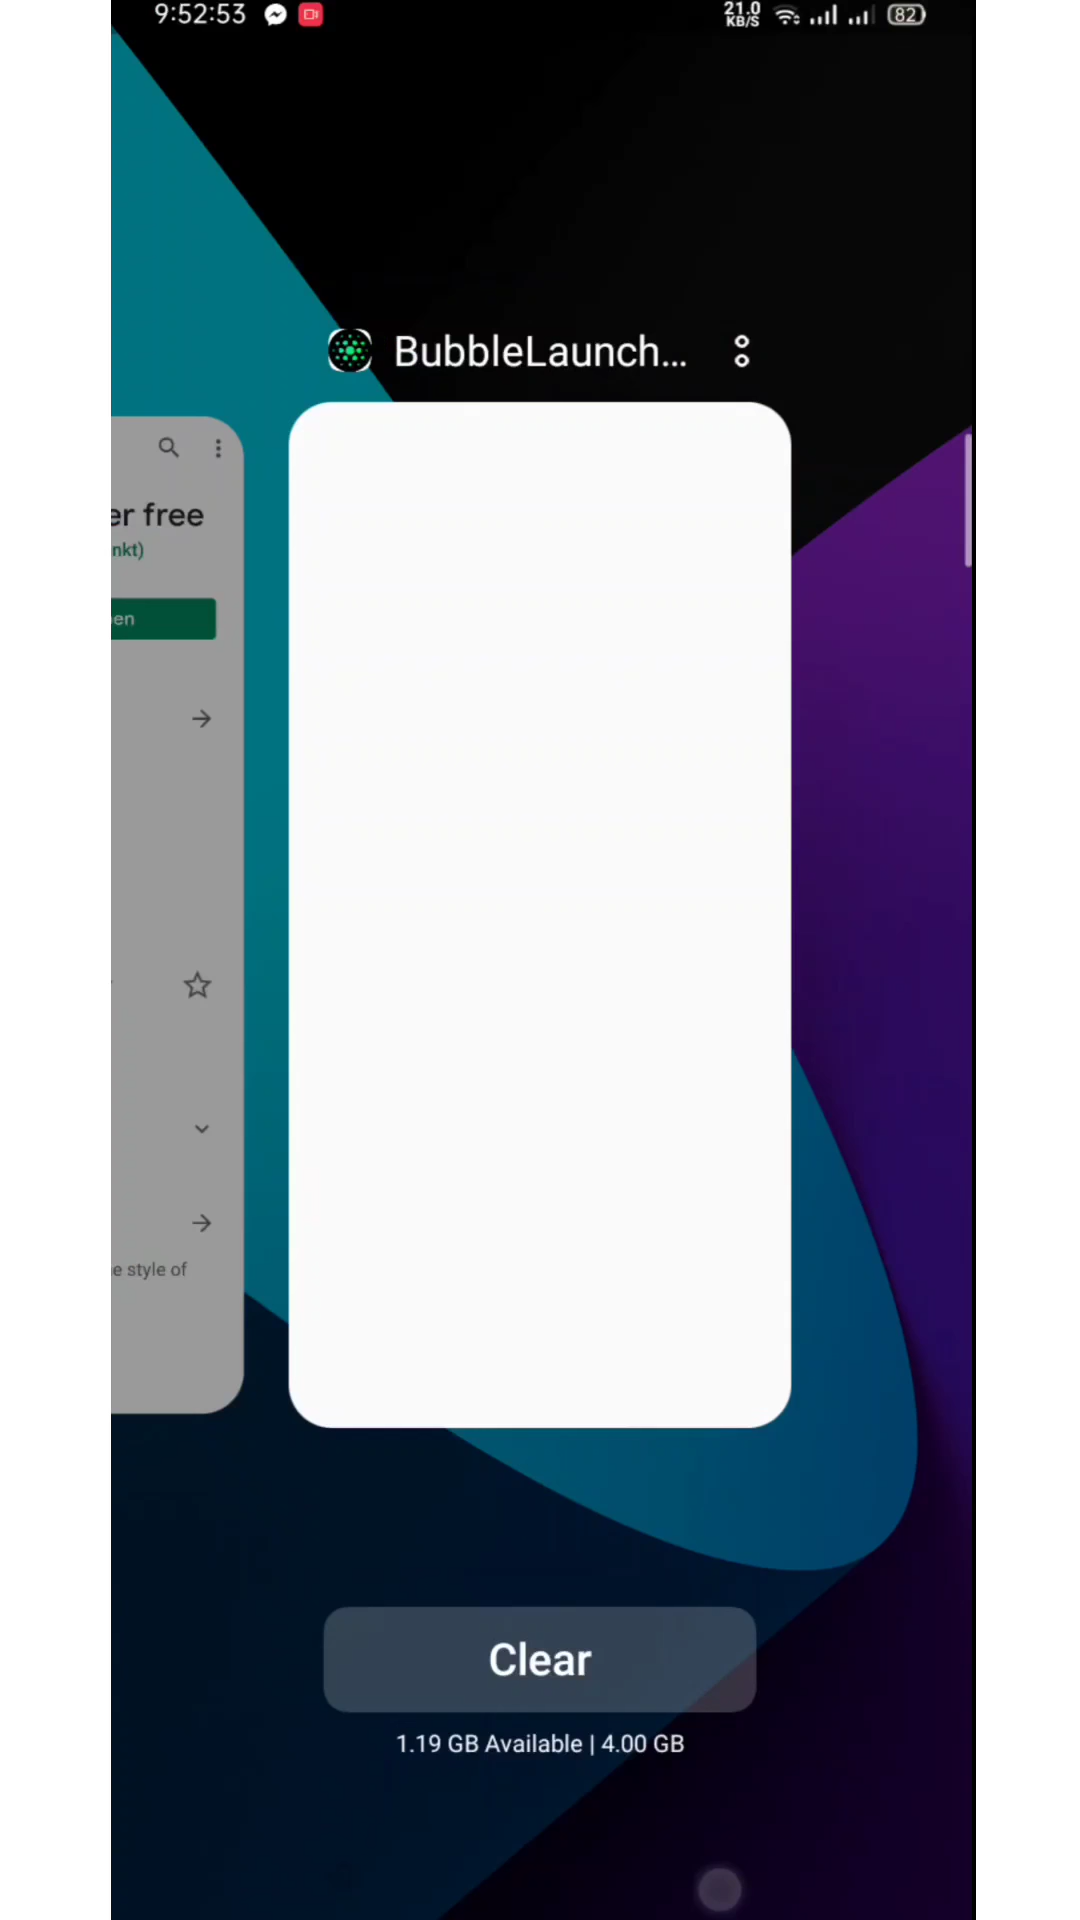 9:52:53
21.0
KB/S
82
BubbleLaunch...
er free
nkt)
en
e style of
Clear
1.19 GB Available | 4.00 GB